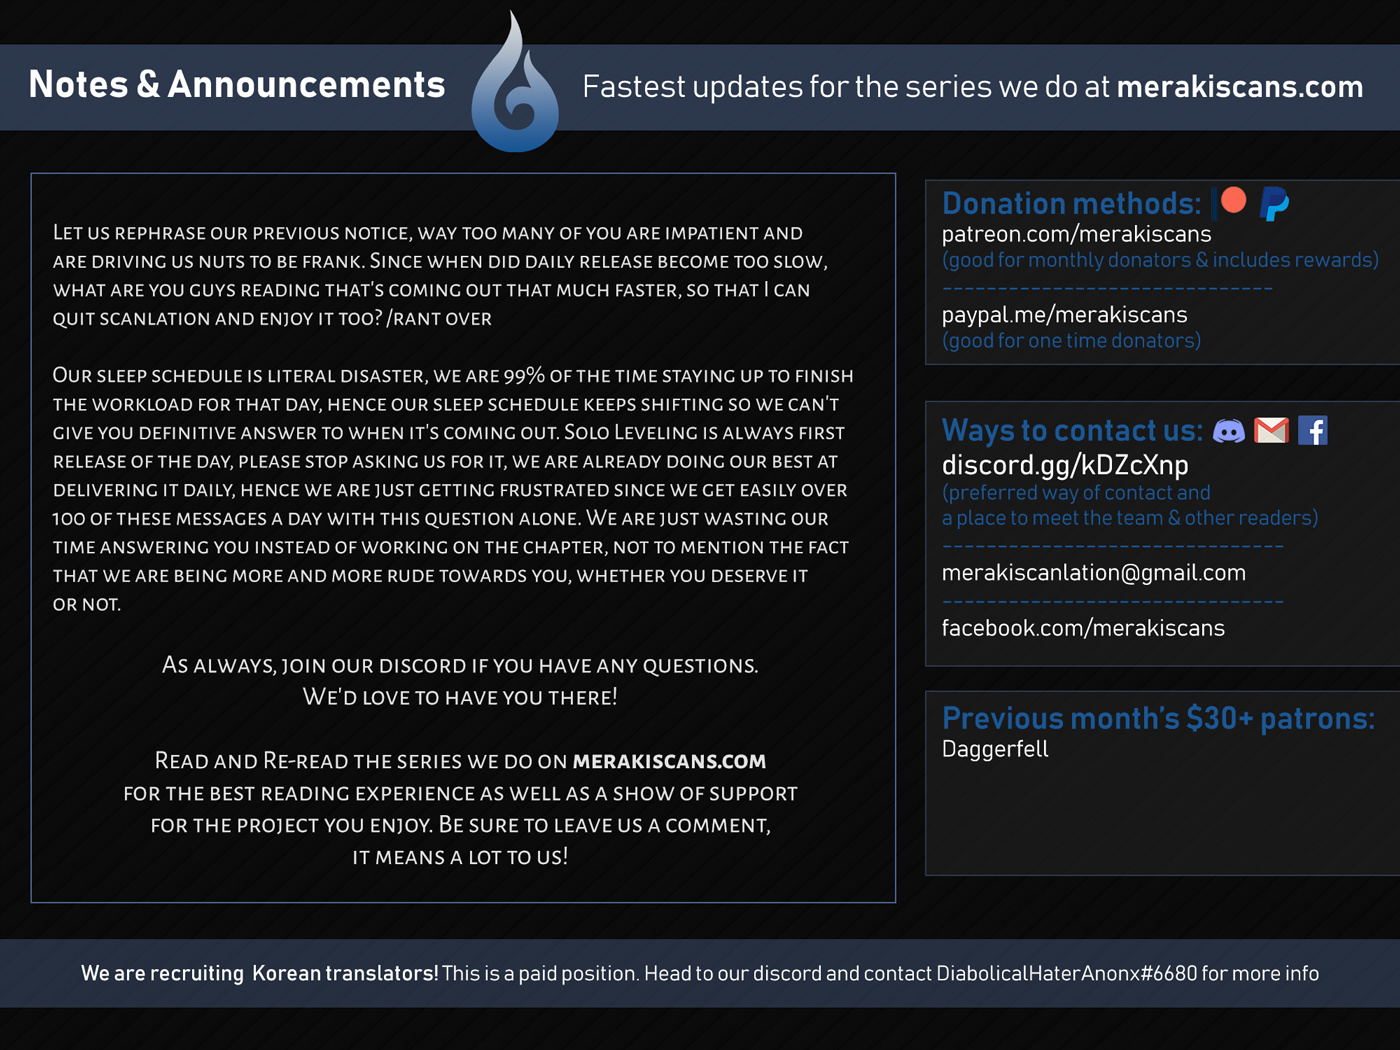 Notes & Announcements
Fastest updates for the series we do at merakiscans.com
Let us rephrase our previous notice, way too many of you are impatient and
are driving us nuts to be frank. Since when did daily release become too slow,
what are you guys reading that's coming out that much faster, so that I can
quit scanlation and enjoy it too? /rant over
Our sleep schedule is literal disaster, we are 99% of the time staying up to finish
the workload for that day, hence our sleep schedule keeps shifting so we can't
give you definitive answer to when it's coming out. Solo Leveling is always first
release of the day, please stop asking us for it, we are already doing our best at
delivering it daily, hence we are just getting frustrated since we get easily over
100 of these messages a day with this question alone. We are just wasting our
time answering you instead of working on the chapter, not to mention the fact
that we are being more and more rude towards you, whether you deserve it
or not.
As always, join our discord if you have any questions.
We'd love to have you there!
Read and Re-read the series we do on merakiscans.com
for the best reading experience as well as a show of support
for the project you enjoy. Be sure to leave us a comment,
it means a lot to us!
Donation methods:
patreon.com/merakiscans
(good for monthly donators & includes rewards)
------------------------------
paypal.me/merakiscans
(good for one time donators)
Ways to contact us:
discord.gg/kDZcXnp
(preferred way of contact and
a place to meet the team & other readers)
-------------------------------
merakiscanlation@gmail.com
-------------------------------
facebook.com/merakiscans
Previous month's $30+ patrons:
Daggerfell
We are recruiting Korean translators! This is a paid position. Head to our discord and contact DiabolicalHaterAnonx#6680 for more info